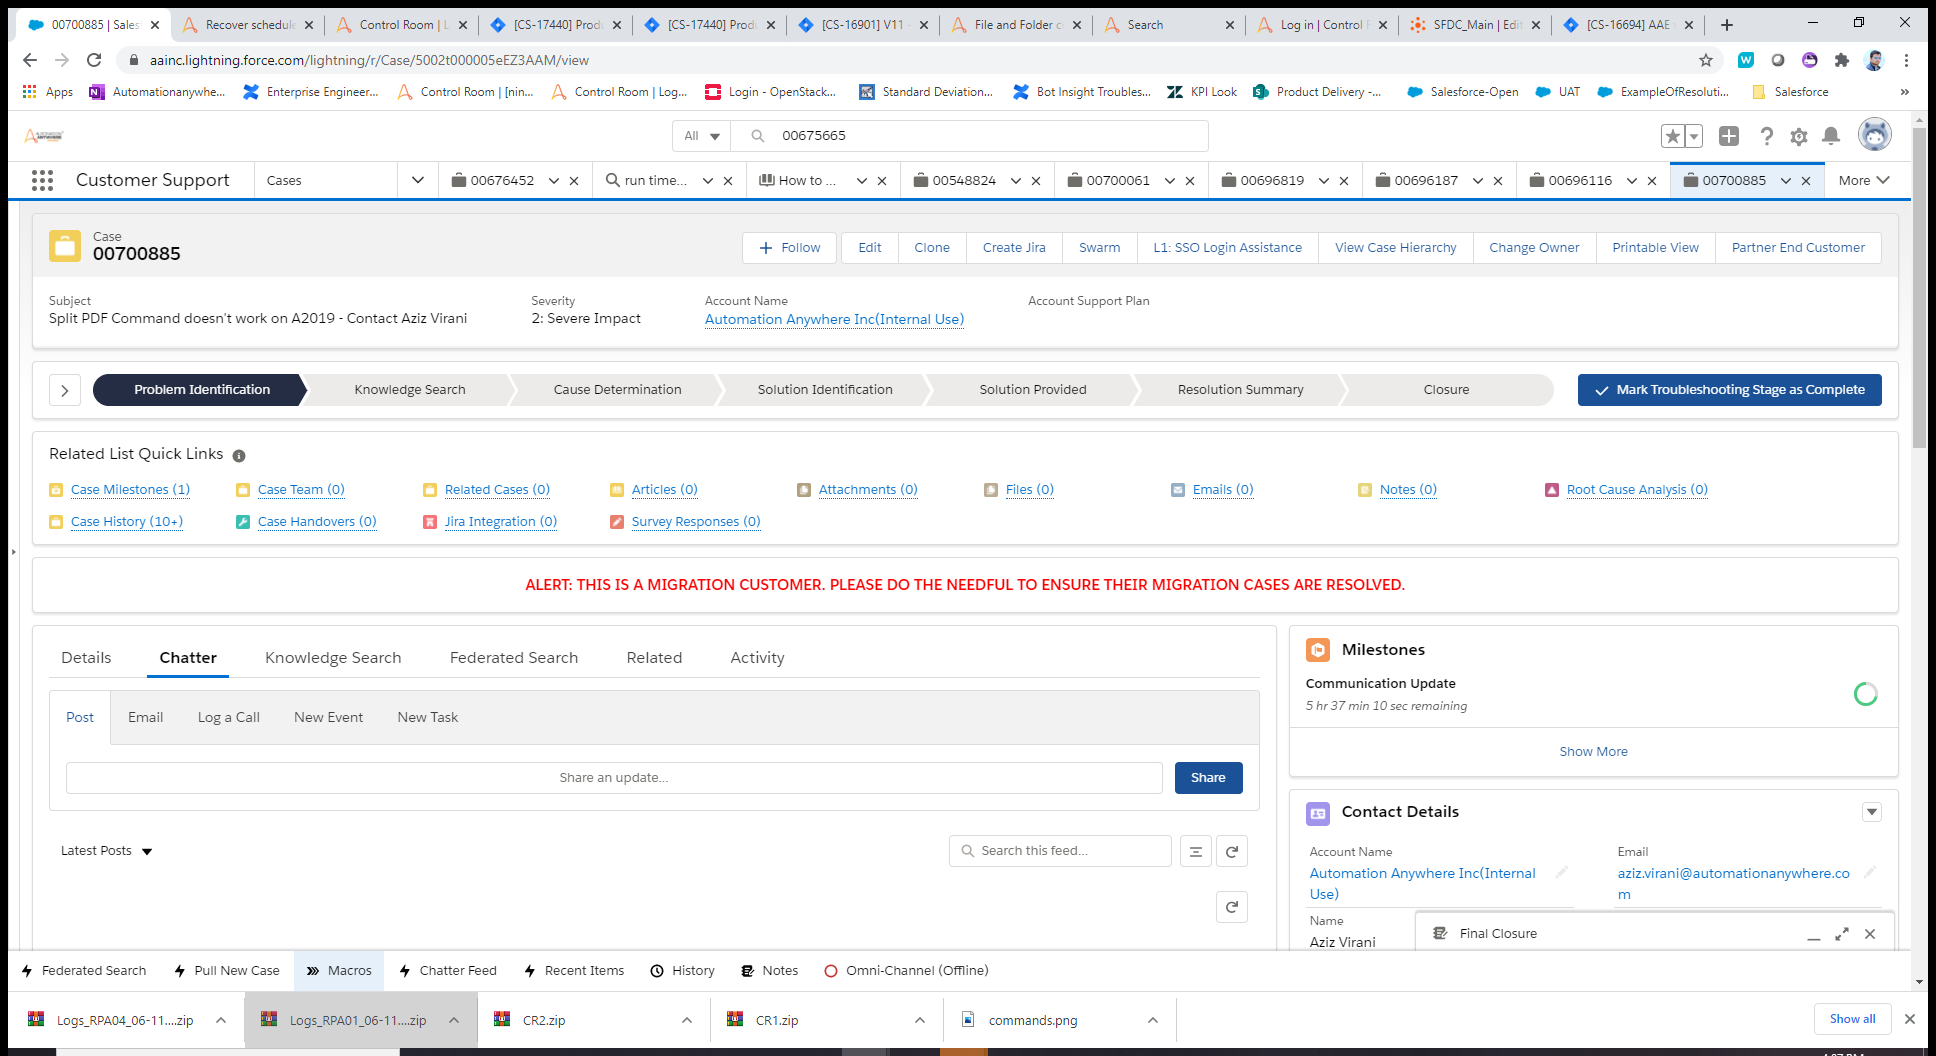 00700885 | Sales
Recover schedule
Control Room | L
[CS-17440] Produ
[CS-17440] Produ
[CS-16901] V11 -
File and Folder c
Search
Log in | Control R
SFDC_Main | Edit
[CS-16694] AAE
aainc.lightning.force.com/lightning/r/Case/5002t000005eEZ3AAM/view
Apps
Automationanywhe...
Enterprise Engineer...
Control Room | [nin...
Control Room | Log...
Login - OpenStack...
Standard Deviation...
Bot Insight Troubles...
KPI Look
Product Delivery -...
Salesforce-Open
UAT
ExampleOfResoluti...
Salesforce
All
00675665
Customer Support
Cases
00676452
run time...
How to ...
00548824
00700061
00696819
00696187
00696116
00700885
More
Case
00700885
Follow
Edit
Clone
Create Jira
Swarm
L1: SSO Login Assistance
View Case Hierarchy
Change Owner
Printable View
Partner End Customer
Subject
Split PDF Command doesn't work on A2019 - Contact Aziz Virani
Severity
2: Severe Impact
Account Name
Automation Anywhere Inc(Internal Use)
Account Support Plan
Problem Identification
Knowledge Search
Cause Determination
Solution Identification
Solution Provided
Resolution Summary
Closure
Mark Troubleshooting Stage as Complete
Related List Quick Links
Case Milestones (1)
Case Team (0)
Related Cases (0)
Articles (0)
Attachments (0)
Files (0)
Emails (0)
Notes (0)
Root Cause Analysis (0)
Case History (10+)
Case Handovers (0)
Jira Integration (0)
Survey Responses (0)
ALERT: THIS IS A MIGRATION CUSTOMER. PLEASE DO THE NEEDFUL TO ENSURE THEIR MIGRATION CASES ARE RESOLVED.
Details
Chatter
Knowledge Search
Federated Search
Related
Activity
Post
Email
Log a Call
New Event
New Task
Share an update...
Share
Latest Posts
Search this feed...
Milestones
Communication Update
5 hr 37 min 10 sec remaining
Show More
Contact Details
Account Name
Automation Anywhere Inc(Internal
Use)
Email
aziz.virani@automationanywhere.co
m
Name
Aziz Virani
Final Closure
Federated Search
Pull New Case
Macros
Chatter Feed
Recent Items
History
Notes
Omni-Channel (Offline)
Logs_RPA04_06-11....zip
Logs_RPA01_06-11....zip
CR2.zip
CR1.zip
commands.png
Show all